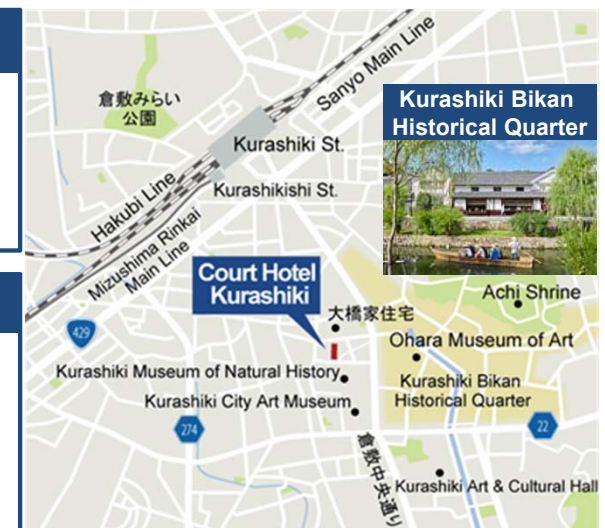 Sanyo Main Line
倉敷みらい
公園
Kurashiki Bikan
Historical Quarter
Kurashiki St.
Hakubi Line
Kurashikishi St.
Mizushima Rinkai
Main Line
Court Hotel
Kurashiki
Achi Shrine
大橋家住宅
429
Ohara Museum of Art
Kurashiki Museum of Natural History
Kurashiki Bikan
Historical Quarter
Kurashiki City Art Museum
274
22
倉敷中央通り
Kurashiki Art & Cultural Hall